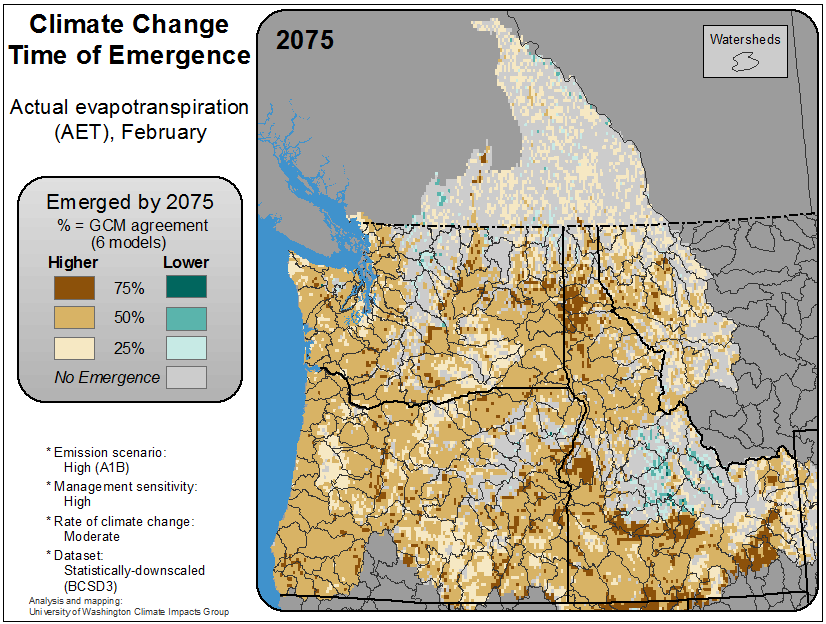 Climate Change
Time of Emergence
Actual evapotranspiration
(AET), February
Emerged by 2075
% = GCM agreement
(6 models)
Higher Lower
75%
50%
25%
No Emergence
* Emission scenario:
High (A1B)
* Management sensitivity:
High
* Rate of climate change:
Moderate
* Dataset:
Statistically-downscaled
(BCSD3)
Analysis and mapping:
University of Washington Climate Impacts Group
2075
Watersheds